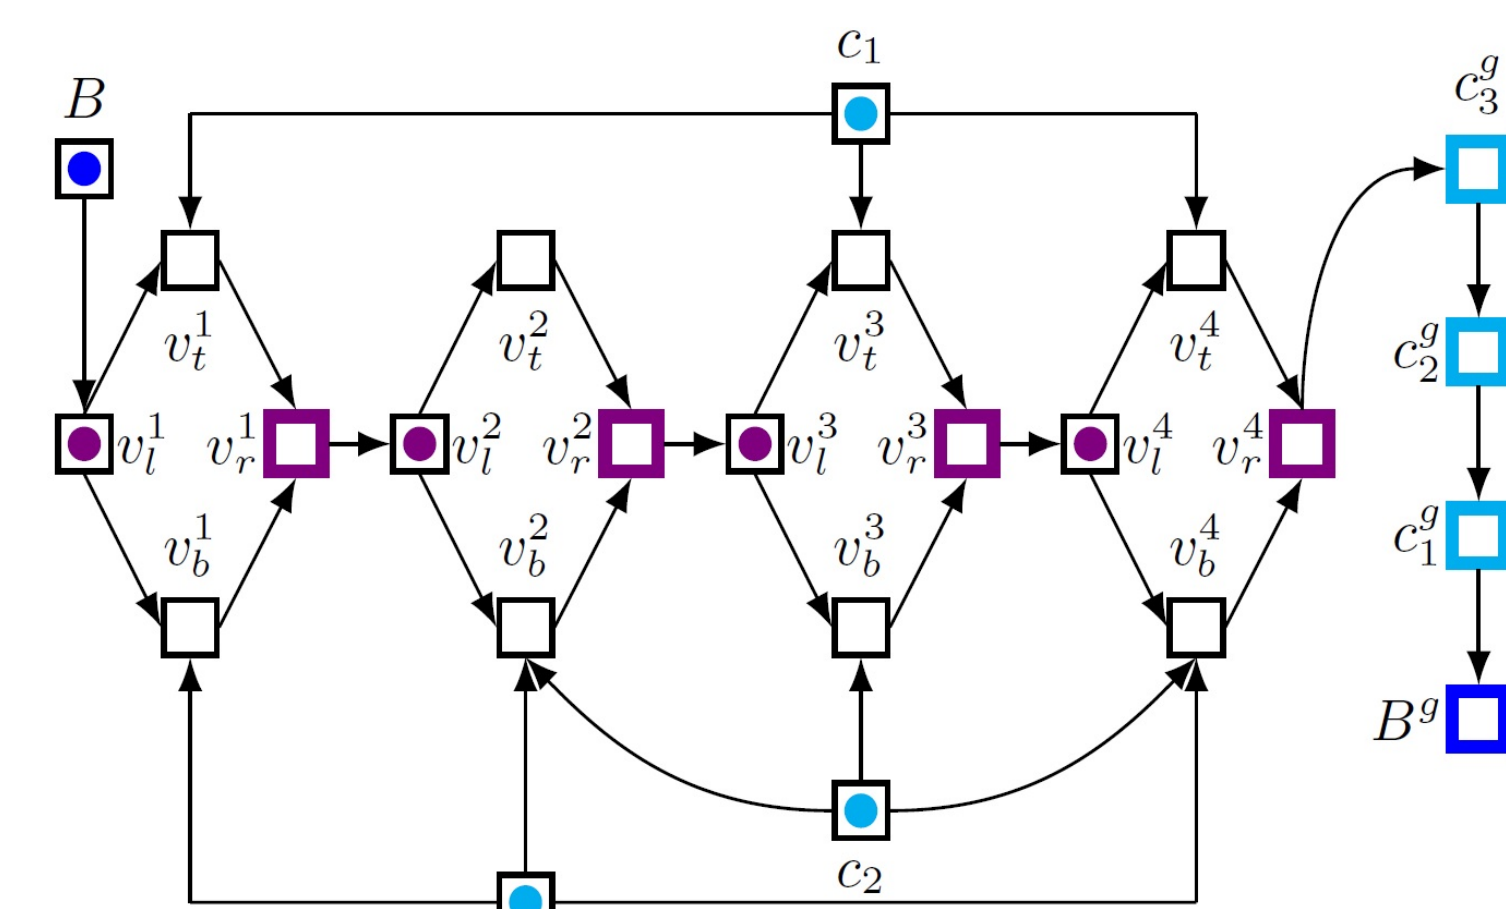 c_1
c_3^g
B
v_t^1 v_t^2 v_t^3 v_t^4
c_2^g
v_l^1 v_r^1 v_l^2 v_r^2 v_l^3 v_r^3 v_l^4 v_r^4
v_b^1 v_b^2 v_b^3 v_b^4
c_1^g
B^g
c_2